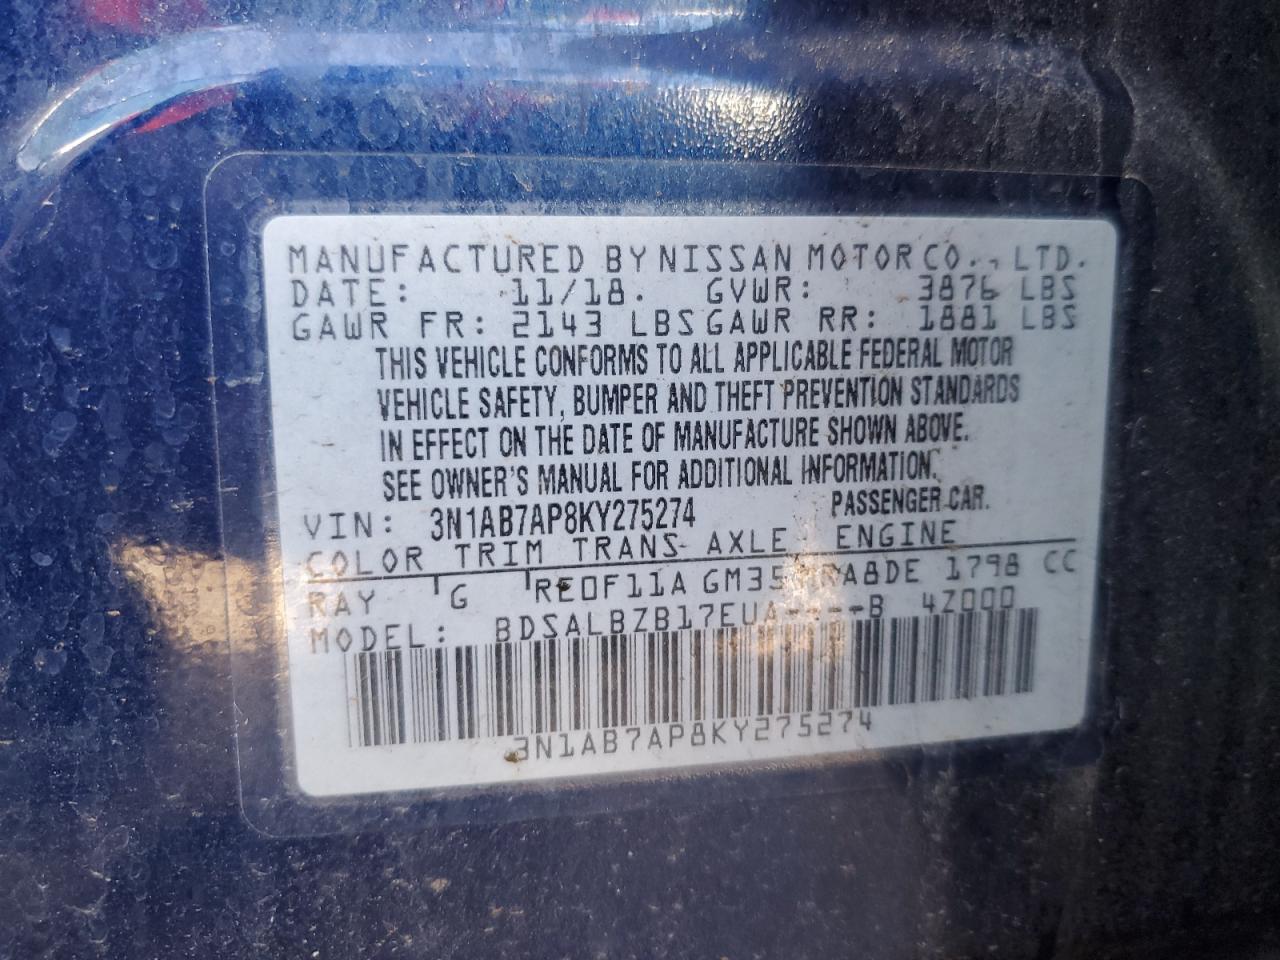 MANUFACTURED BY NISSAN MOTOR CO., LTD.
DATE: 11/18. GVWR: 3876 LBS
GAWR FR: 2143 LBS GAWR RR: 1881 LBS
THIS VEHICLE CONFORMS TO ALL APPLICABLE FEDERAL MOTOR
VEHICLE SAFETY, BUMPER AND THEFT PREVENTION STANDARDS
IN EFFECT ON THE DATE OF MANUFACTURE SHOWN ABOVE.
SEE OWNER'S MANUAL FOR ADDITIONAL INFORMATION.
VIN: 3N1AB7AP8KY275274 PASSENGER CAR.
COLOR TRIM TRANS AXLE ENGINE
RAY G RE0F11A GM35 MRA8DE 1798 CC
MODEL: BDSALBZB17EUA----B 4Z000
3N1AB7AP8KY275274